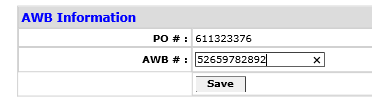 AWB Information
PO # : 611323376
AWB # : 52659782892 ×
Save